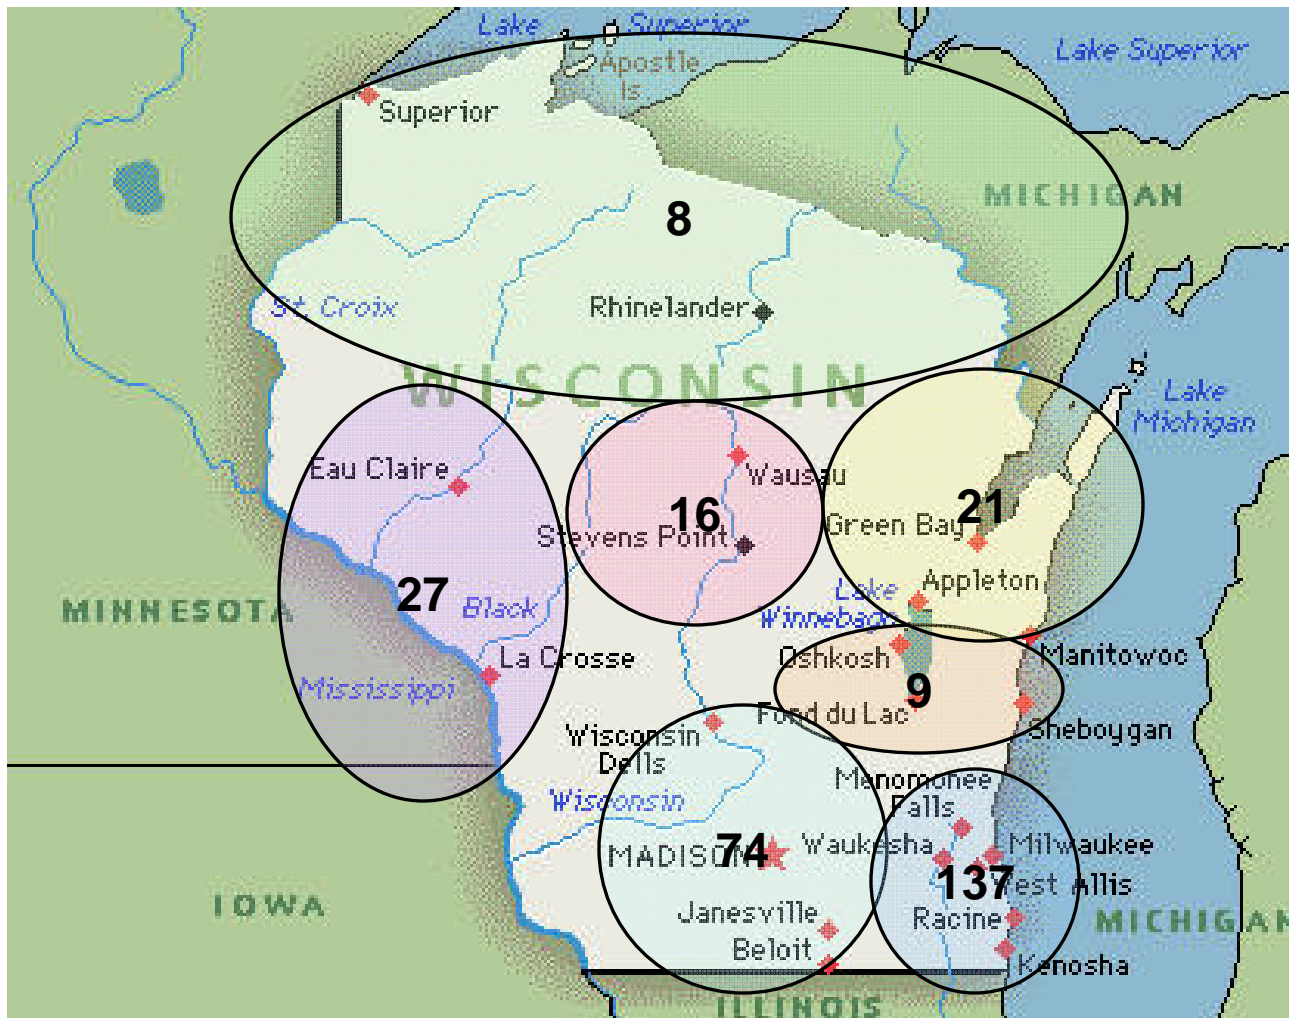 Lake Superior
Lake Superior
Apostle
Is
Superior
MICHIGAN
8
St. Croix
Rhinelander
WISCONSIN
Lake
Michigan
Eau Claire
Wausau
16
21
Green Bay
Stevens Point
Appleton
Lake
Winnebago
27
Black
MINNESOTA
La Crosse
Oshkosh
Manitowoc
Mississippi
9
Fond du Lac
Sheboygan
Wisconsin
Dells
Menomonee
Falls
Wisconsin
MADISON
74
Waukesha
Milwaukee
137
West Allis
IOWA
Janesville
Racine
MICHIGAN
Beloit
Kenosha
ILLINOIS